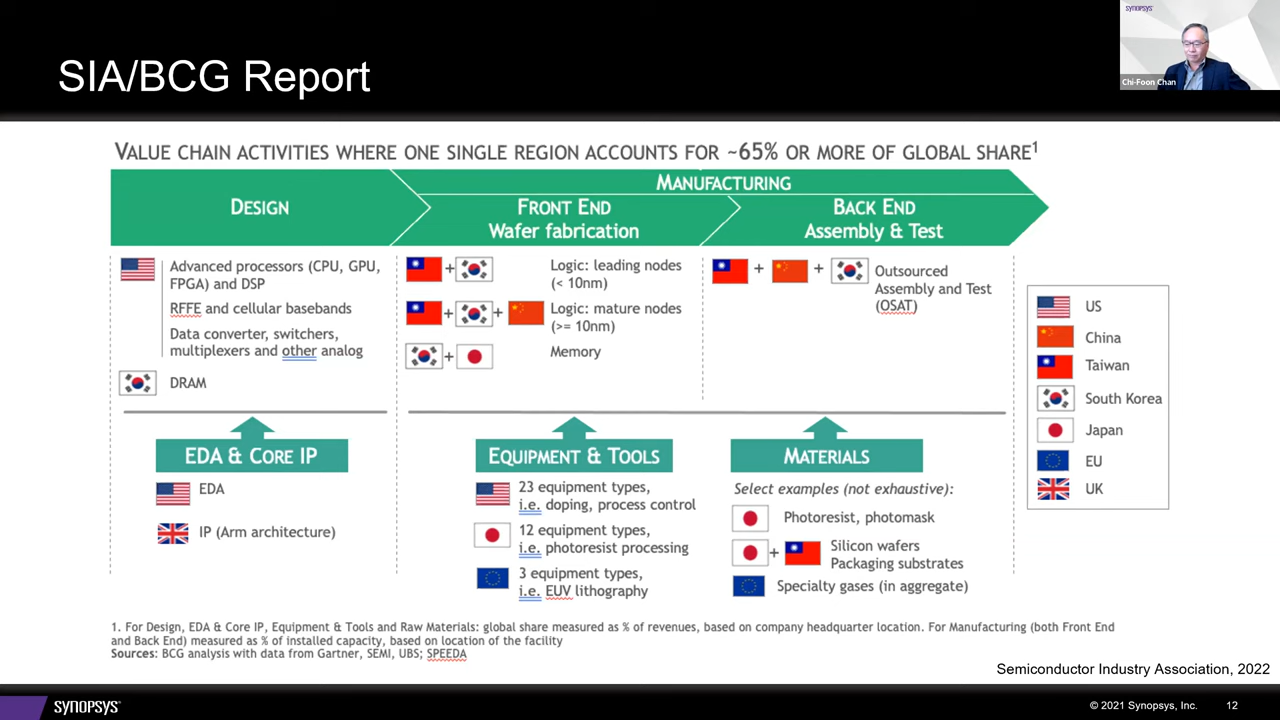 SYNOPSYS
Chi-Foon Chan
SIA/BCG Report
VALUE CHAIN ACTIVITIES WHERE ONE SINGLE REGION ACCOUNTS FOR ~65% OR MORE OF GLOBAL SHARE1
MANUFACTURING
DESIGN
FRONT END
Wafer fabrication
BACK END
Assembly & Test
Advanced processors (CPU, GPU,
FPGA) and DSP
RFFE and cellular basebands
Data converter, switchers,
multiplexers and other analog
DRAM
+
Logic: leading nodes
(< 10nm)
+ +
Logic: mature nodes
(>= 10nm)
+
Memory
+ +
Outsourced
Assembly and Test
(OSAT)
US
China
Taiwan
South Korea
Japan
EU
UK
EDA & CORE IP
EDA
IP (Arm architecture)
EQUIPMENT & TOOLS
23 equipment types,
i.e. doping, process control
12 equipment types,
i.e. photoresist processing
3 equipment types,
i.e. EUV lithography
MATERIALS
Select examples (not exhaustive):
Photoresist, photomask
+
Silicon wafers
Packaging substrates
Specialty gases (in aggregate)
1. For Design, EDA & Core IP, Equipment & Tools and Raw Materials: global share measured as % of revenues, based on company headquarter location. For Manufacturing (both Front End
and Back End) measured as % of installed capacity, based on location of the facility
Sources: BCG analysis with data from Gartner, SEMI, UBS; SPEEDA
Semiconductor Industry Association, 2022
SYNOPSYS
© 2021 Synopsys, Inc. 12